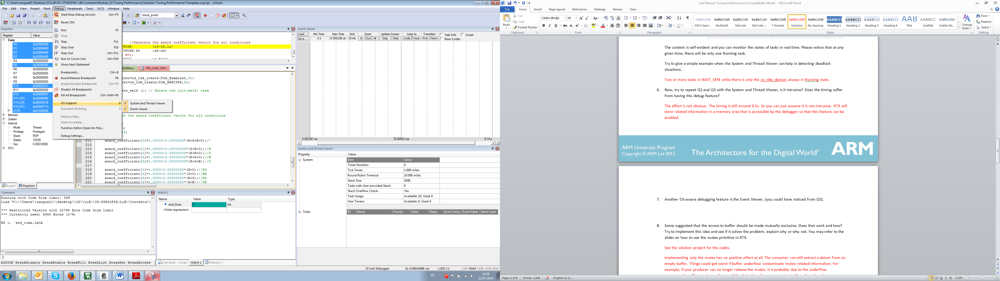 C:\Users\rangua01\Desktop\OS\LiB\OS-STM32F4D-LiB\Contents\Module_13\Tuning Performance\Solution-Tuning Performance\Template.uvprojx - µVision
File Edit View Project Flash Debug Peripherals Tools SVCS Window Help
check_point
Start/Stop Debug Session Ctrl+F5
Reset CPU
Run F5
Stop
Step F11
Step Over F10
Step Out Ctrl+F11
Run to Cursor Line Ctrl+F10
Show Next Statement
Breakpoints... Ctrl+B
Insert/Remove Breakpoint F9
Enable/Disable Breakpoint Ctrl+F9
Disable All Breakpoints
Kill All Breakpoints Ctrl+Shift+F9
OS Support
Execution Profiling
Memory Map...
Inline Assembly...
Function Editor (Open Ini File)...
Debug Settings...
System and Thread Viewer
Event Viewer
Registers
Register Value
Core
R0 0x20006200
R1 0x20006400
R2 0x20006400
R3 0x20006400
R4 0x00000000
R5 0x200060BC
R6 0x00000000
R7 0x00000000
R8 0x00000000
R9 0x00000000
R10 0x0800227C
R11 0x00000000
R12 0x200060FC
R13 (SP) 0x20006800
R14 (LR) 0x0800021B
R15 (PC) 0x0800071A
xPSR 0x61000000
Banked
System
Internal
Mode Thread
Privilege Privileged
Stack MSP
States 18309
Sec 0.00010898
FPU
Project Registers
//Generate the award coefficient vector for all conditions
PUSH {r4-r8,lr}
VPUSH.64 {d8-d9}
R=1;
m32f4xx.s RTX_Conf_CM.c
iner=os_tsk_create(Tsk_Examiner,9);
ter=os_tsk_create(Tsk_ARBITER,9);
ete_self (); // Delete the init(self) task
te the award coefficient vector for all conditions
;
8;
24;
211 award_coefficient[0]=1.00000-0.0000005*(R+G+B+O);//
212
213 award_coefficient[1]=1.00000-0.00000005*(G+B+O);//R
214 award_coefficient[2]=1.00000-0.00000005*(R+B+O);//G
215 award_coefficient[4]=1.00000-0.00000005*(R+G+O);//B
216 award_coefficient[8]=1.00000-0.00000005*(R+G+B);//O
217
218 award_coefficient[3]=1.0000-0.00000005*(B+O);//RG
219 award_coefficient[5]=1.0000-0.00000005*(G+O);//BR
220 award_coefficient[6]=1.0000-0.00000005*(R+O);//BG
221 award_coefficient[9]=1.0000-0.00000005*(G+B);//OR
Command
Running with Code Size Limit: 32K
Load "C:\\Users\\rangua01\\Desktop\\OS\\LiB\\OS-STM32F4D-LiB\\Contents\\
*** Restricted Version with 32768 Byte Code Size Limit
*** Currently used: 8960 Bytes (27%)
WS 1, `end_time,0x0A
>
ASSIGN BreakDisable BreakEnable BreakKill BreakList BreakSet BreakAccess
Watch 1
Name Value Type
end_time 0 int
<Enter expression>
Call Stack + Locals Watch 1 Memory 1
Event Viewer
Load... Min Time Max Time Grid Zoom Update Screen Jump to Transition Task Info Cursor
Save... 0 s 0.595238 us 10 ms In Out All Stop Clear Code Trace Prev Next Show Cycles
5.952381 ns 70.00001 ms 0.14 s
System and Thread Viewer
Property Value
System
Item Value
Timer Number: 0
Tick Timer: 1.000 mSec
Round Robin Timeout: 10.000 mSec
Stack Size: 2048
Tasks with User-provided Stack: 0
Stack Overflow Check: Yes
Task Usage: Available: 10, Used: 0
User Timers: Available: 0, Used: 0
Tasks ID Name Priority State Delay Event Value Event Mask Stack Load
ST-Link Debugger t1: 0.00010898 sec L:203 C:1 CAP NUM SCRL OVR R/W
EN 14:39
22/07/2014
Lab Manual-Tuning Performance [Compatibility Mode] - Microsoft Word
File Home Insert Page Layout References Mailings Review View
Paste Cut
Copy
Format Painter
Clipboard
Calibri (Body) 10
Font
Paragraph
MCU-Spec... My Bullet MyCode MyCode-... ¶ Normal Solution No Spacing Heading 1 Heading 2 Heading 3 Heading 4 Title Subtitle Subtle Em...
Styles
Change Styles
Find
Replace
Select
Editing
The content is self-evident and you can monitor the states of tasks in real time. Please notice that at any
given time, there will be only one Running task.
Try to give a simple example when the System and Thread Viewer can help in detecting deadlock
situations.
Two or more tasks in WAIT_SEM while there is only the os_idle_demon always in Running state.
6. Now, try to repeat Q2 and Q3 with the System and Thread Viewer, is it intrusive? Does the timing suffer
from having this debug feature?
The effect is not obvious. The timing is still around 9.5s. So you can just assume it is non-intrusive. RTX will
store related information in a memory area that is accessible by the debugger so that this feature can be
enabled.
ARM University Program
Copyright © ARM Ltd 2013
The Architecture for the Digital World®
ARM®
7. Another OS-aware debugging feature is the Event Viewer, (you could have noticed from Q5).
8. Some suggested that the access to buffer should be made mutually exclusive. Does that work and how?
Try to implement this idea and see if it solves the problem, explain why or why not. You may refer to the
slides on how to use the mutex primitive in RTX.
See the solution project for the codes.
Implementing only the mutex has no positive effect at all. The consumer can still extract a datum from an
empty buffer. Things could get worst if buffer underflow contaminate mutex related information. For
example, if your producer can no longer release the mutex, it is probably due to the underflow
Page: 4 of 6 Words: 1,846 English (U.S.) 122%